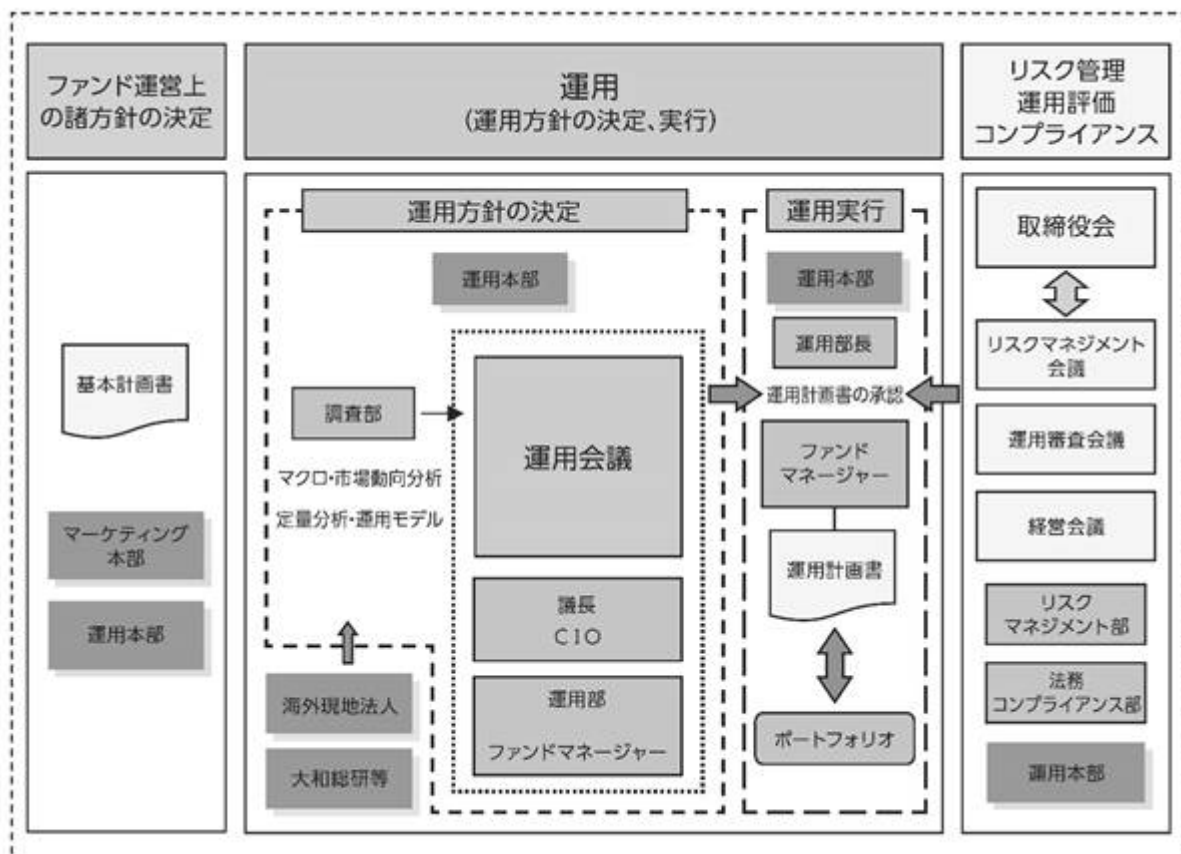 ファンド運営上
の諸方針の決定
運用
(運用方針の決定、実行)
リスク管理
運用評価
コンプライアンス
基本計画書
マーケティング
本部
運用本部
運用方針の決定
運用本部
調査部
マクロ・市場動向分析
定量分析・運用モデル
運用会議
議長
CIO
運用部
ファンドマネージャー
海外現地法人
大和総研等
運用実行
運用本部
運用部長
運用計画書の承認
ファンド
マネージャー
運用計画書
ポートフォリオ
取締役会
リスクマネジメント
会議
運用審査会議
経営会議
リスク
マネジメント部
法務
コンプライアンス部
運用本部